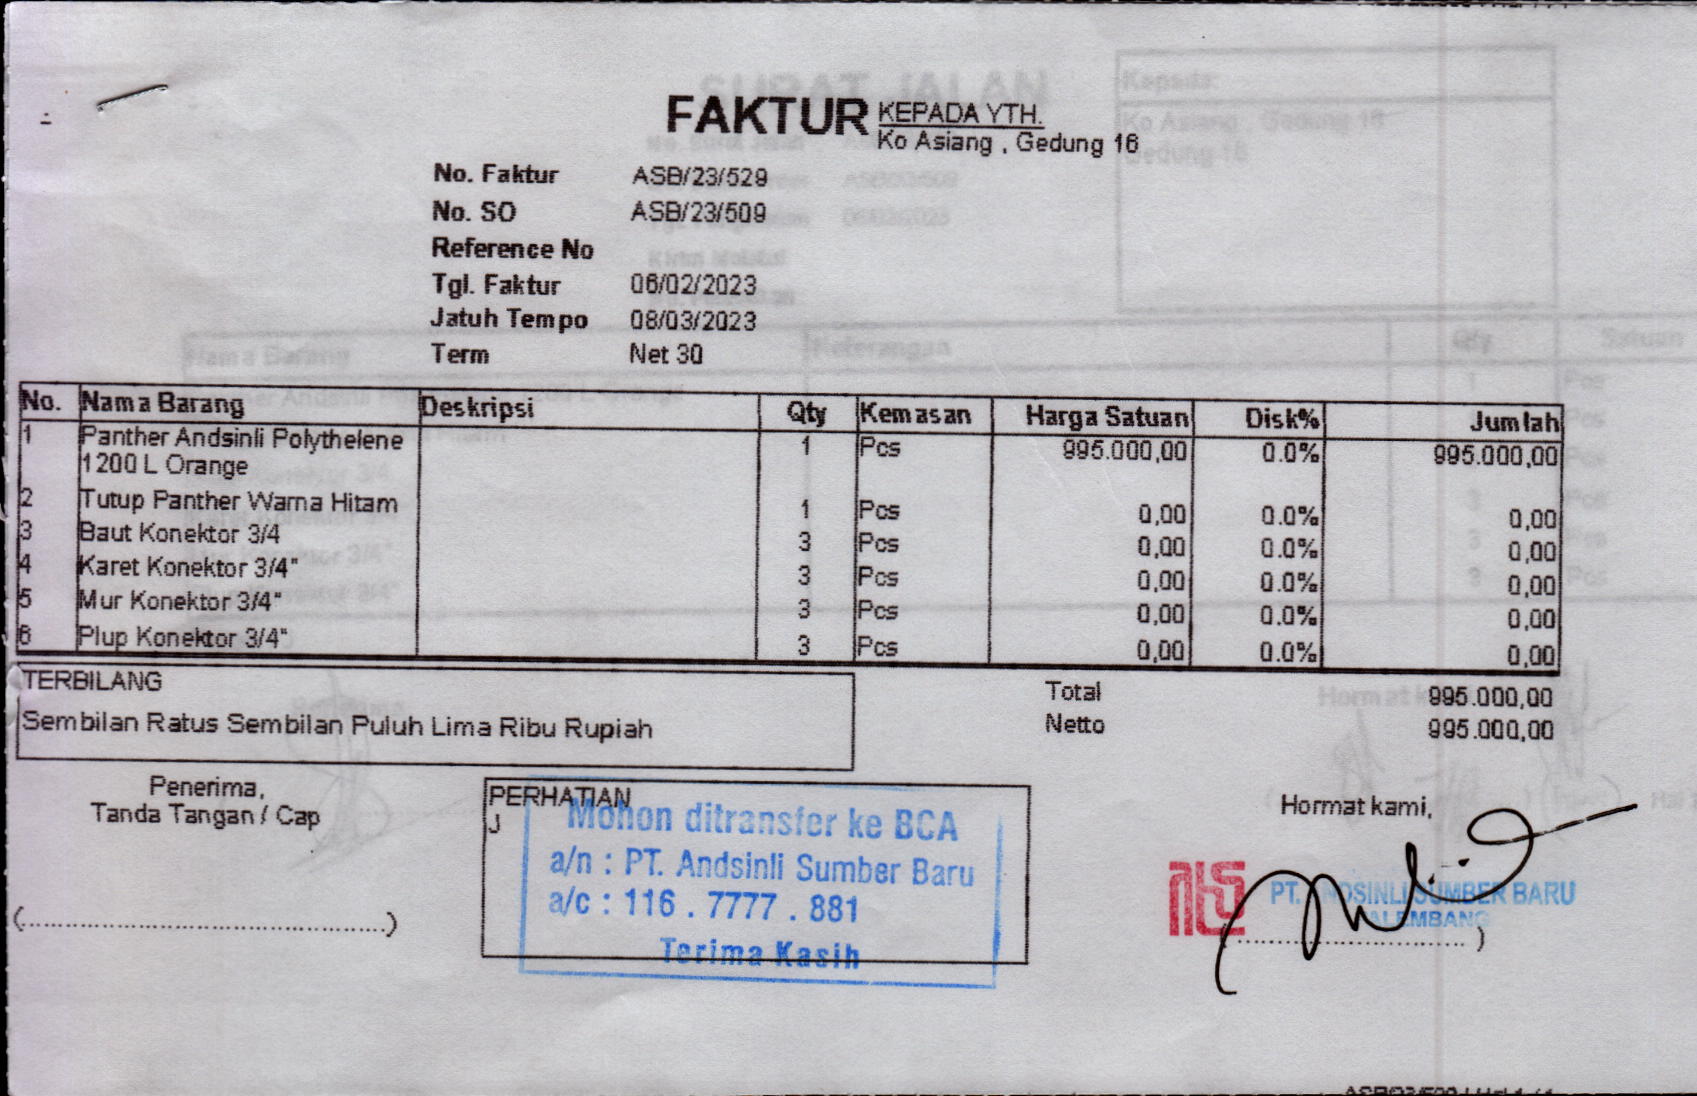 FAKTUR
KEPADA YTH.
Ko Asiang , Gedung 16
No. Faktur ASB/23/529
No. SO ASB/23/509
Reference No
Tgl. Faktur 06/02/2023
Jatuh Tempo 08/03/2023
Term Net 30
No. Nama Barang Deskripsi Qty Kemasan Harga Satuan Disk% Jumlah
1 Panther Andsinli Polythelene 1 Pcs 995.000,00 0.0% 995.000,00
1200 L Orange
2 Tutup Panther Warna Hitam 1 Pcs 0,00 0.0% 0,00
3 Baut Konektor 3/4 3 Pcs 0,00 0.0% 0,00
4 Karet Konektor 3/4" 3 Pcs 0,00 0.0% 0,00
5 Mur Konektor 3/4" 3 Pcs 0,00 0.0% 0,00
6 Plup Konektor 3/4" 3 Pcs 0,00 0.0% 0,00
TERBILANG
Sembilan Ratus Sembilan Puluh Lima Ribu Rupiah
Total 995.000,00
Netto 995.000,00
Penerima,
Tanda Tangan / Cap
(..........................................)
PERHATIAN
J
Mohon ditransfer ke BCA
a/n : PT. Andsinli Sumber Baru
a/c : 116 . 7777 . 881
Terima Kasih
Hormat kami,
PT. ANDSINLI SUMBER BARU
PALEMBANG